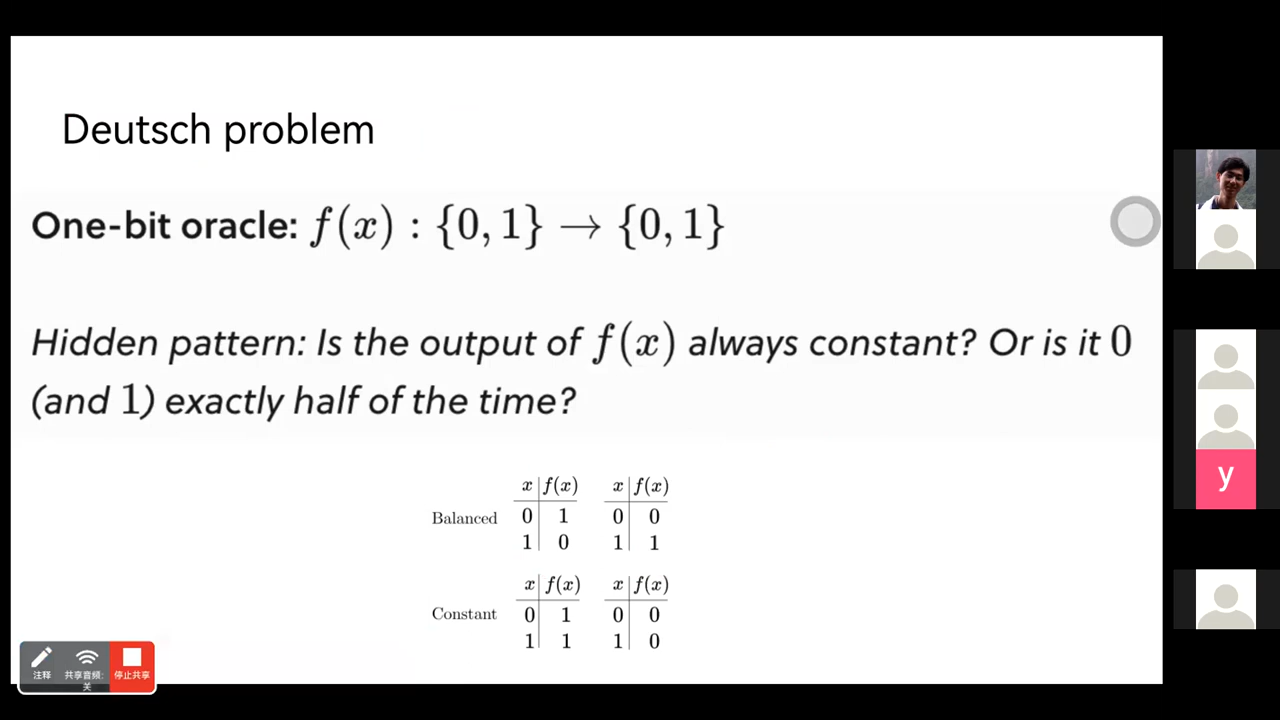 Deutsch problem
One-bit oracle: f(x) : {0, 1} → {0, 1}
Hidden pattern: Is the output of f(x) always constant? Or is it 0
(and 1) exactly half of the time?
x f(x) x f(x)
Balanced 0 1 0 0
1 0 1 1
x f(x) x f(x)
Constant 0 1 0 0
1 1 1 0
注释 共享音频: 停止共享
关
y